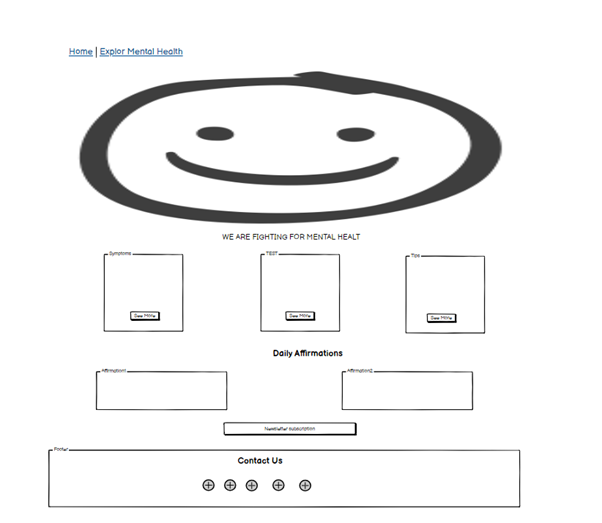 Home | Explor Mental Health
WE ARE FIGHTING FOR MENTAL HEALT
Symptoms TEST Tips
See More See More See More
Daily Affirmations
Affirmation1 Affirmation2
Newsletter subscription
Footer
Contact Us